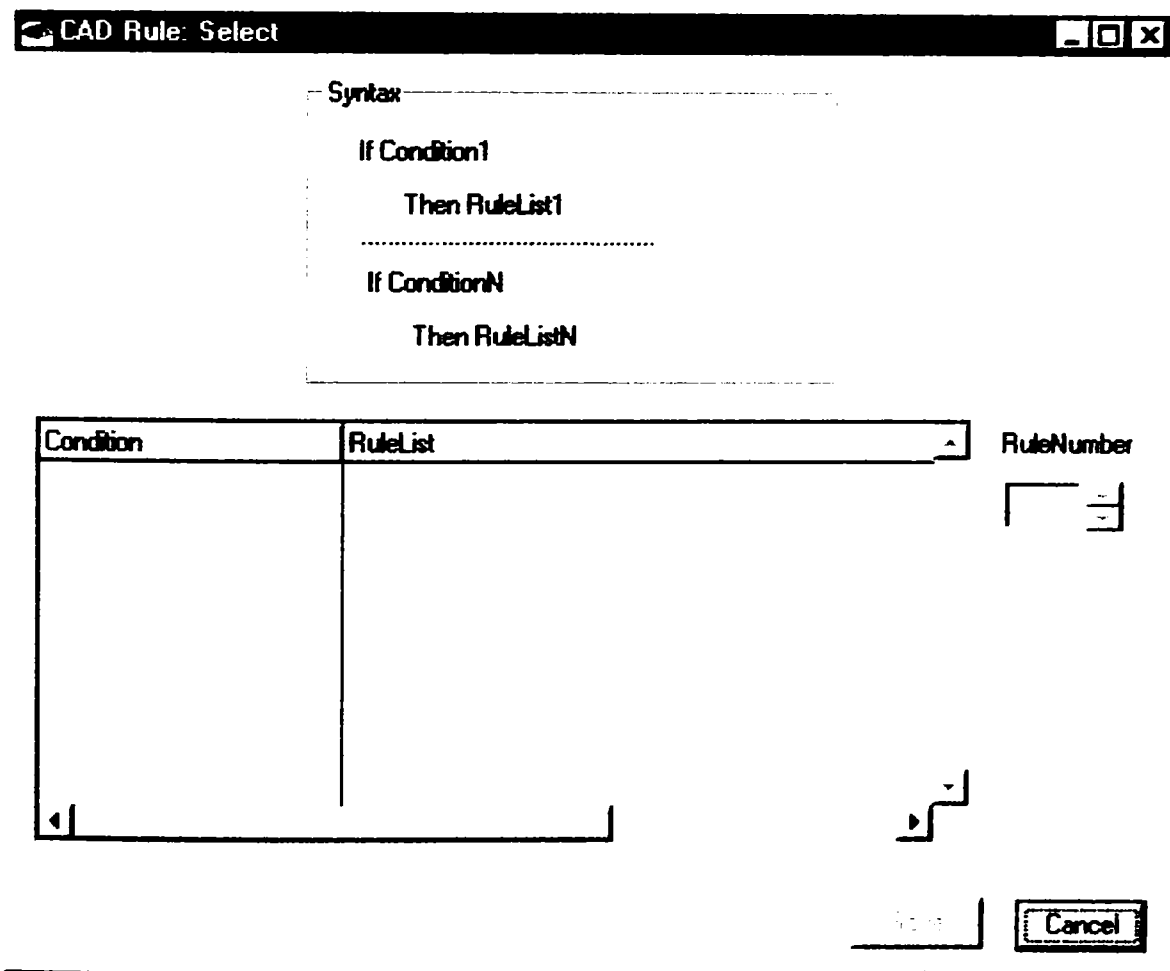 CAD Rule: Select
Syntax
If Condition1
Then RuleList1
If ConditionN
Then RuleListN
Condition RuleList RuleNumber
Cancel